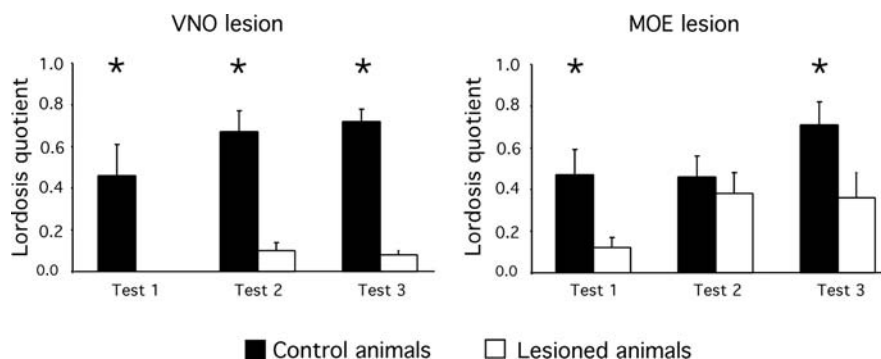 VNO lesion
MOE lesion
Lordosis quotient
1.0
0.8
0.6
0.4
0.2
0.0
* * *
Test 1 Test 2 Test 3
Lordosis quotient
1.0
0.8
0.6
0.4
0.2
0.0
* *
Test 1 Test 2 Test 3
Control animals Lesioned animals